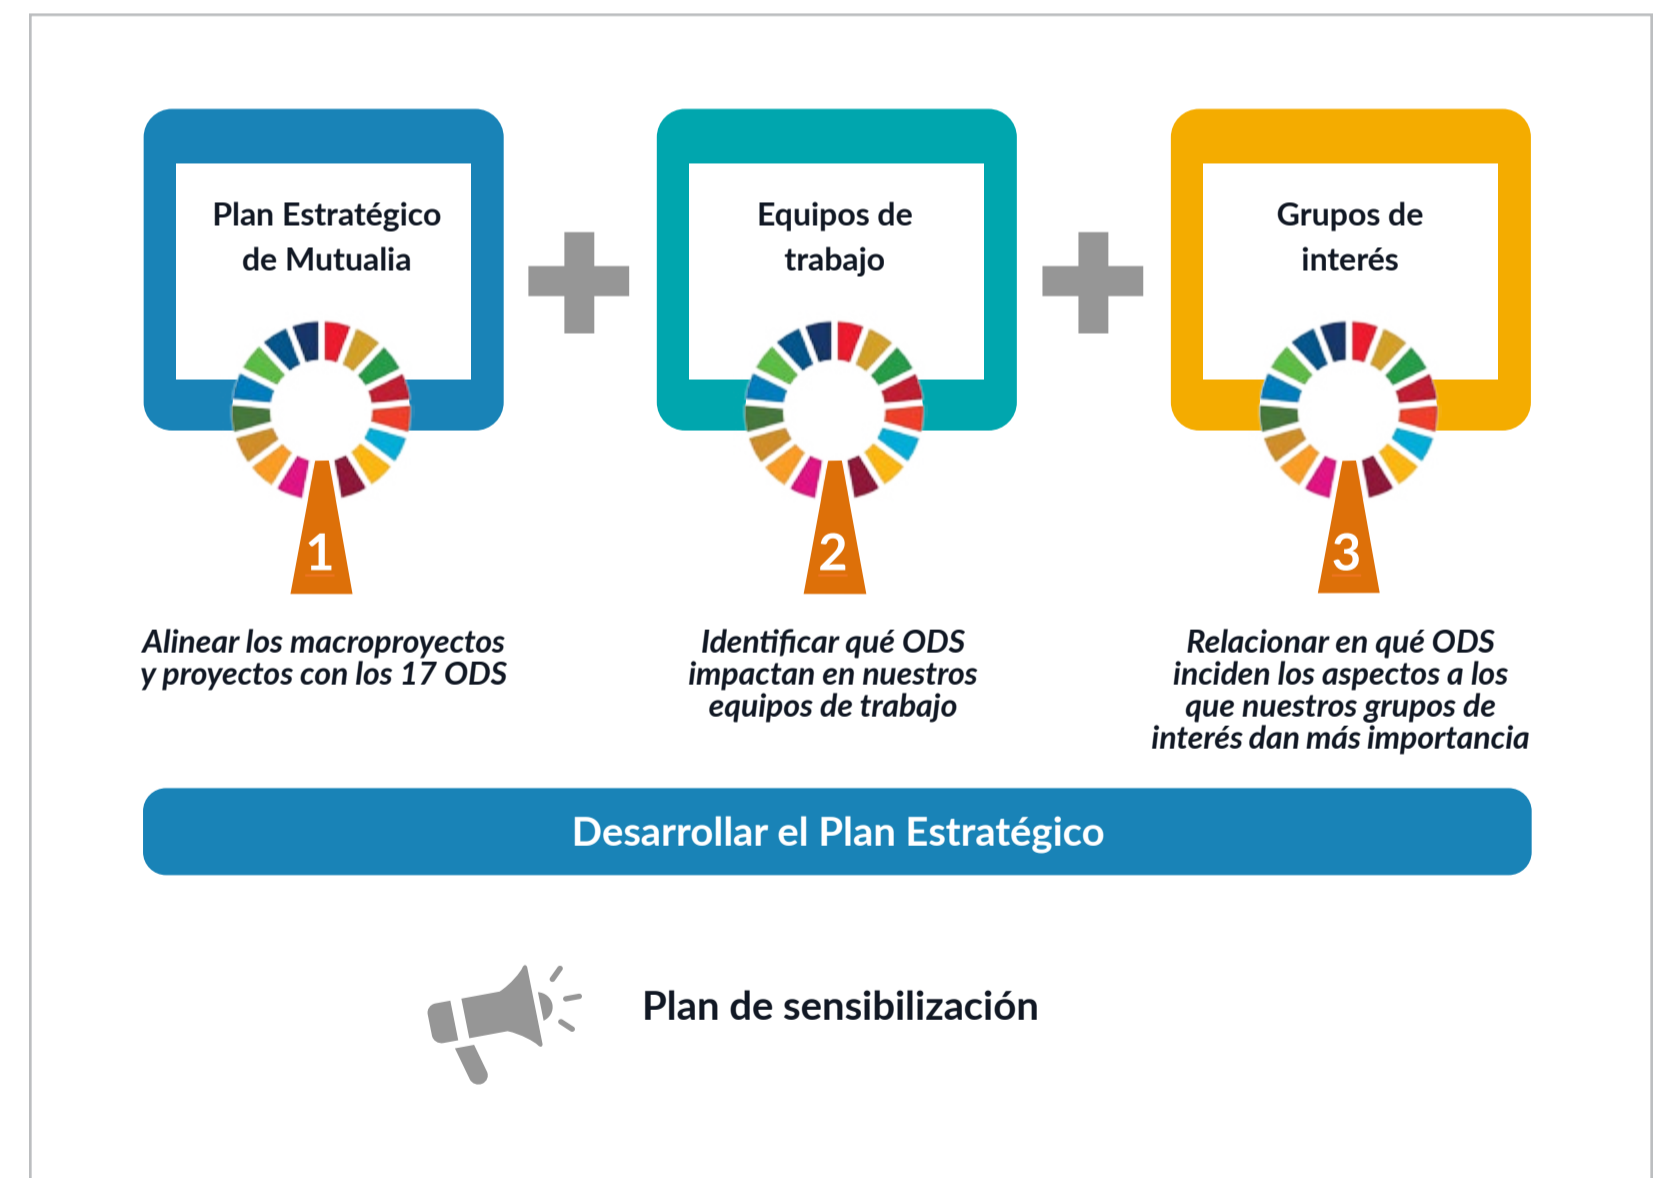 Plan Estratégico
de Mutualia
Equipos de
trabajo
Grupos de
interés
1
2
3
Alinear los macroproyectos
y proyectos con los 17 ODS
Identificar qué ODS
impactan en nuestros
equipos de trabajo
Relacionar en qué ODS
inciden los aspectos a los
que nuestros grupos de
interés dan más importancia
Desarrollar el Plan Estratégico
Plan de sensibilización